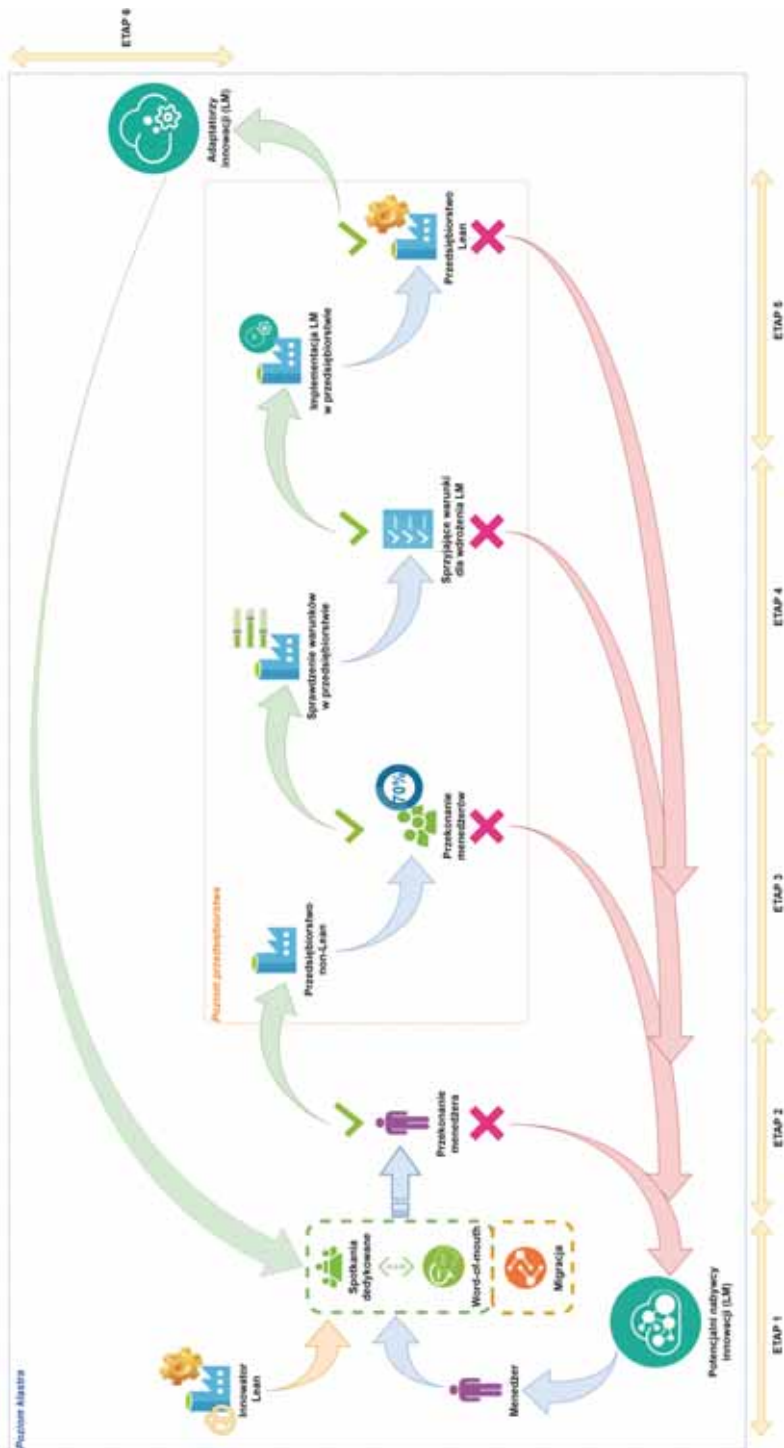 Poziom klastra
Innowator
Lean
Menedżer
Potencjalni nabywcy
innowacji (LM)
Spotkania
dedykowane
Word-of-mouth
Migracja
Przekonanie
menedżera
Poziom przedsiębiorstwa
Przedsiębiorstwo
non-Lean
70%
Przekonanie
menedżerów
Sprawdzenie warunków
w przedsiębiorstwie
Sprzyjające warunki
dla wdrożenia LM
Implementacja LM
w przedsiębiorstwie
Przedsiębiorstwo
Lean
Adaptatorzy
innowacji (LM)
ETAP 1
ETAP 2
ETAP 3
ETAP 4
ETAP 5
ETAP 6